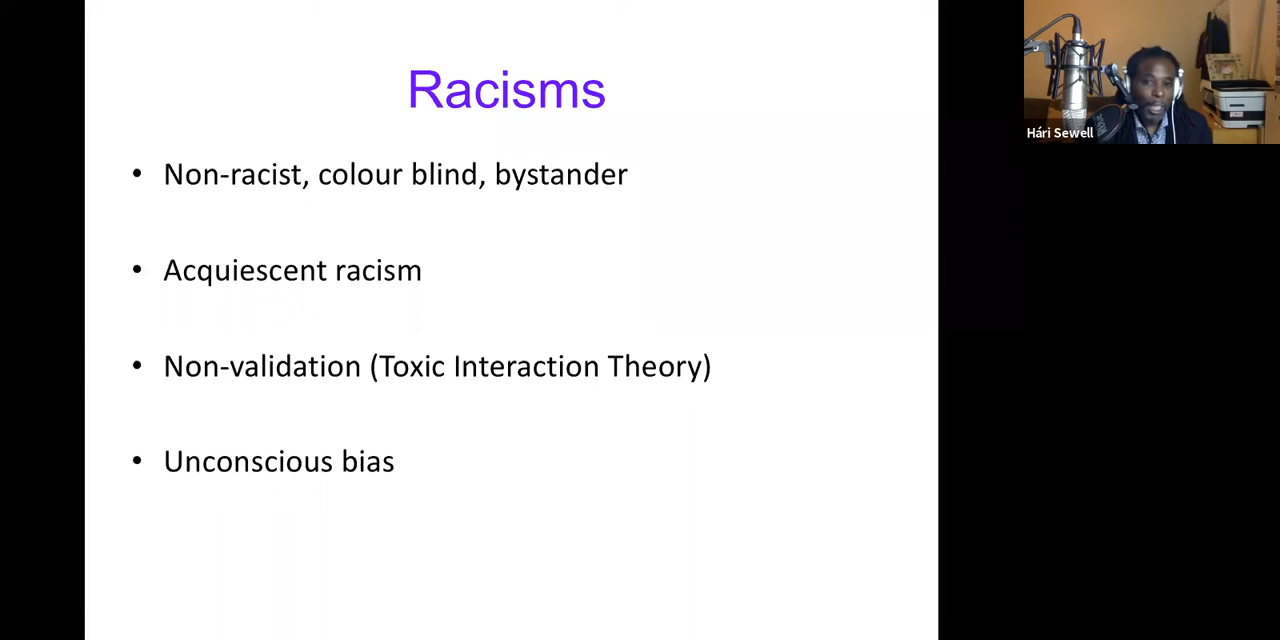 Racisms
• Non-racist, colour blind, bystander
• Acquiescent racism
• Non-validation (Toxic Interaction Theory)
• Unconscious bias
Hári Sewell